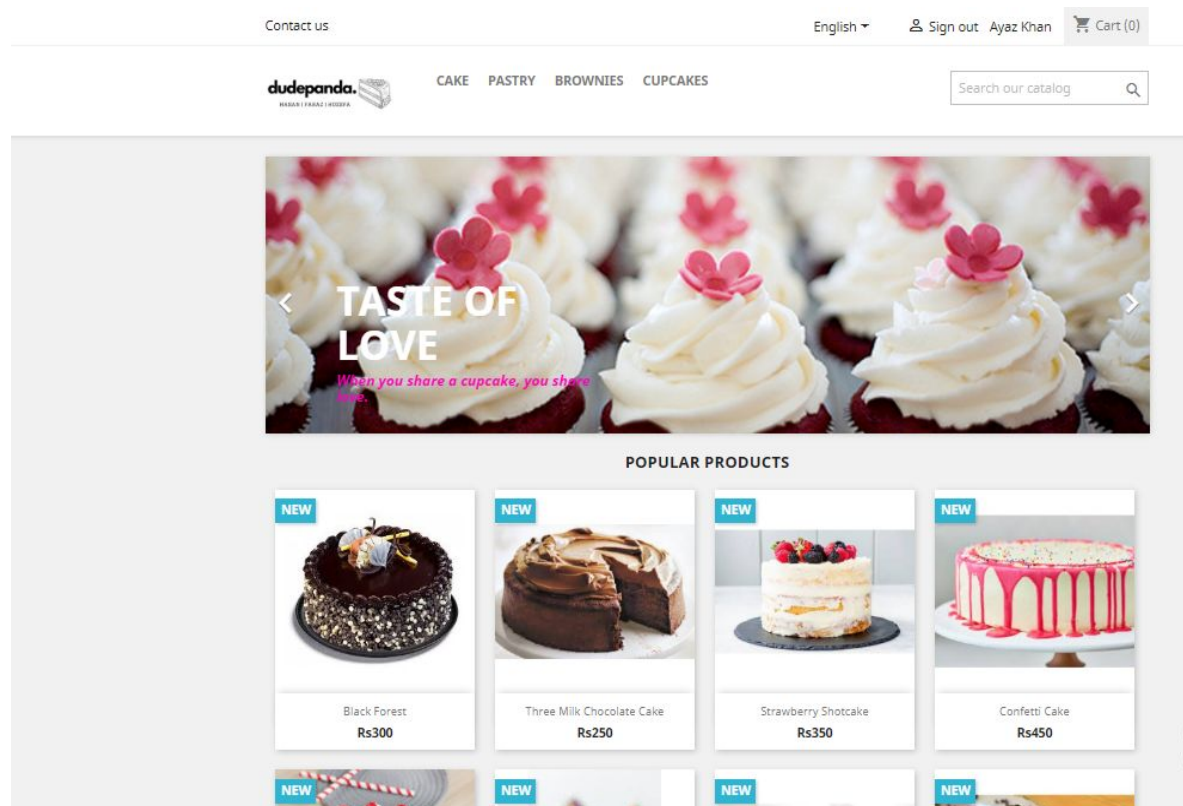 Contact us
English
Sign out
Ayaz Khan
Cart (0)
dudepanda.
CAKE
PASTRY
BROWNIES
CUPCAKES
Search our catalog
TASTE OF
LOVE
When you share a cupcake, you share
love.
POPULAR PRODUCTS
NEW
NEW
NEW
NEW
Black Forest
Three Milk Chocolate Cake
Strawberry Shotcake
Confetti Cake
Rs300
Rs250
Rs350
Rs450
NEW
NEW
NEW
NEW